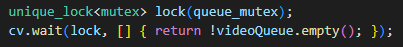 unique_lock<mutex> lock(queue_mutex);
cv.wait(lock, [] { return !videoQueue.empty(); });